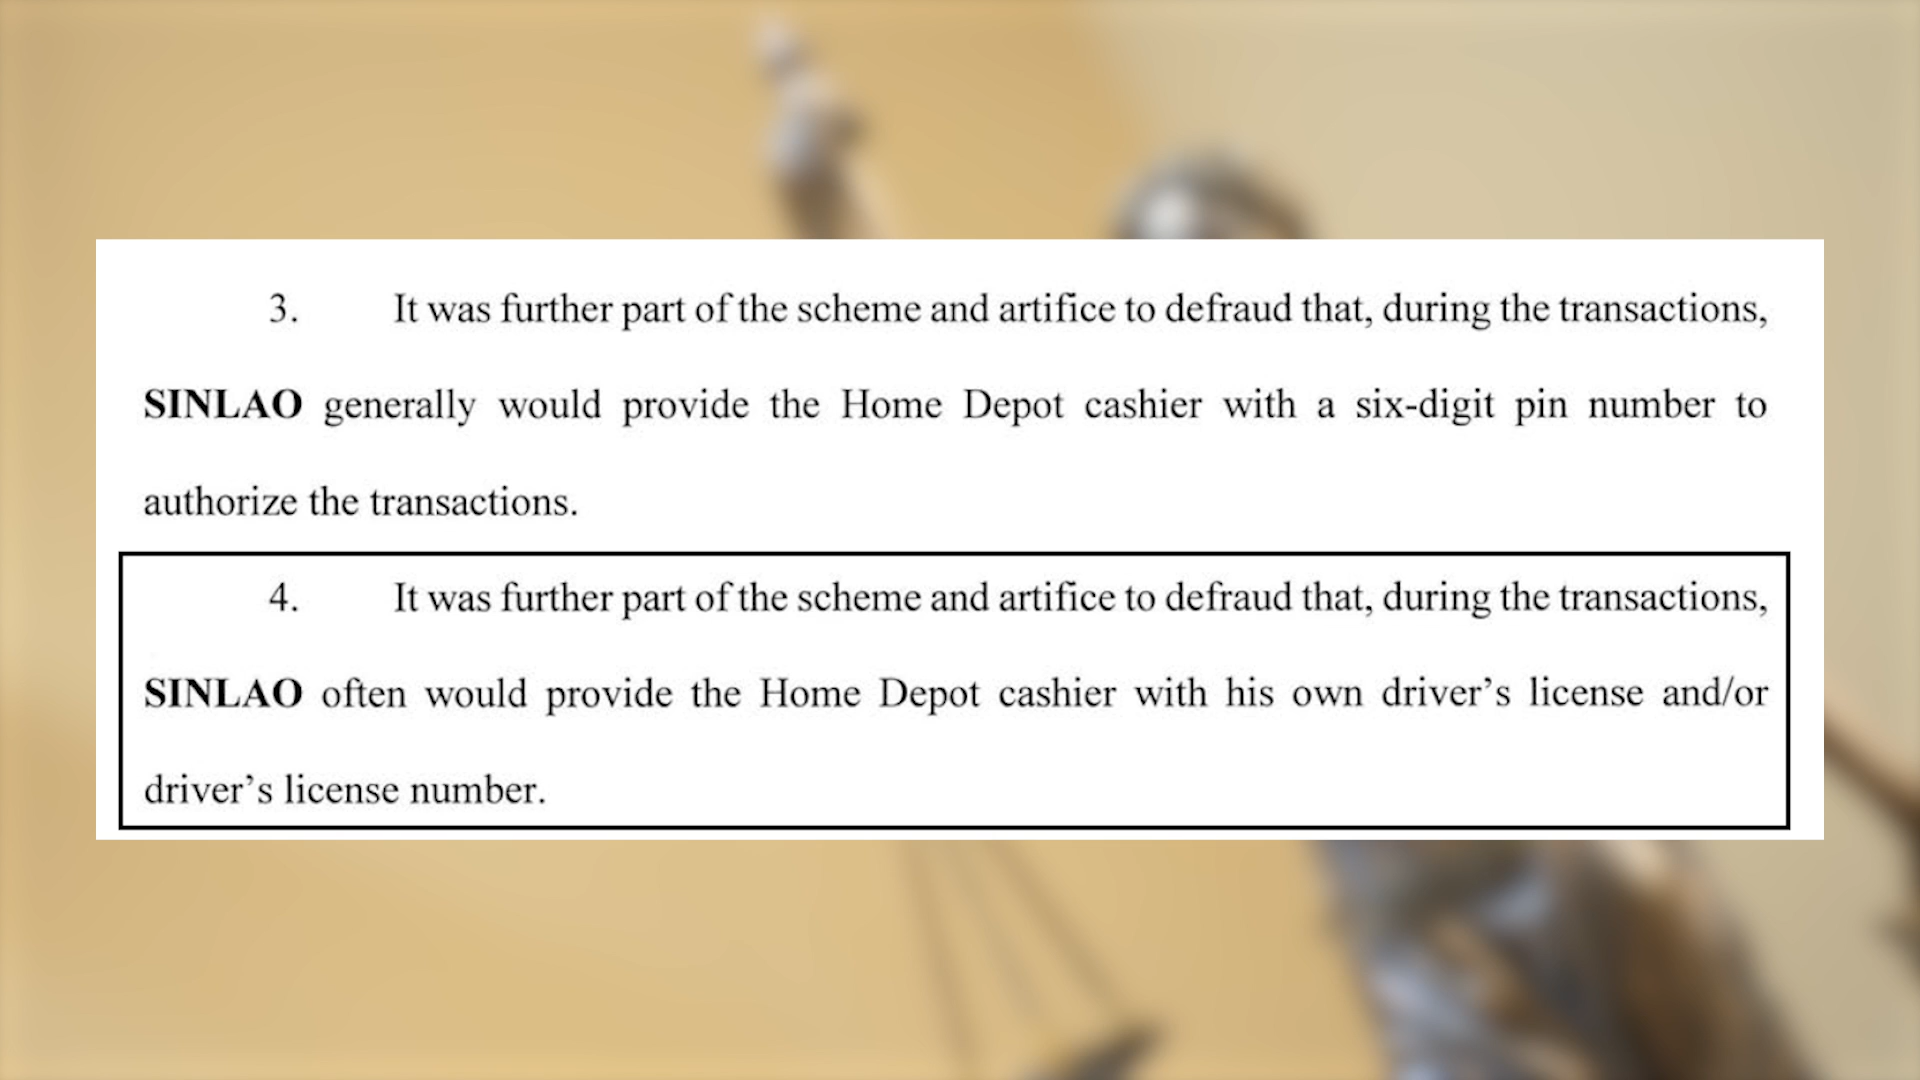 3. It was further part of the scheme and artifice to defraud that, during the transactions,
SINLAO generally would provide the Home Depot cashier with a six-digit pin number to
authorize the transactions.
4. It was further part of the scheme and artifice to defraud that, during the transactions,
SINLAO often would provide the Home Depot cashier with his own driver’s license and/or
driver’s license number.